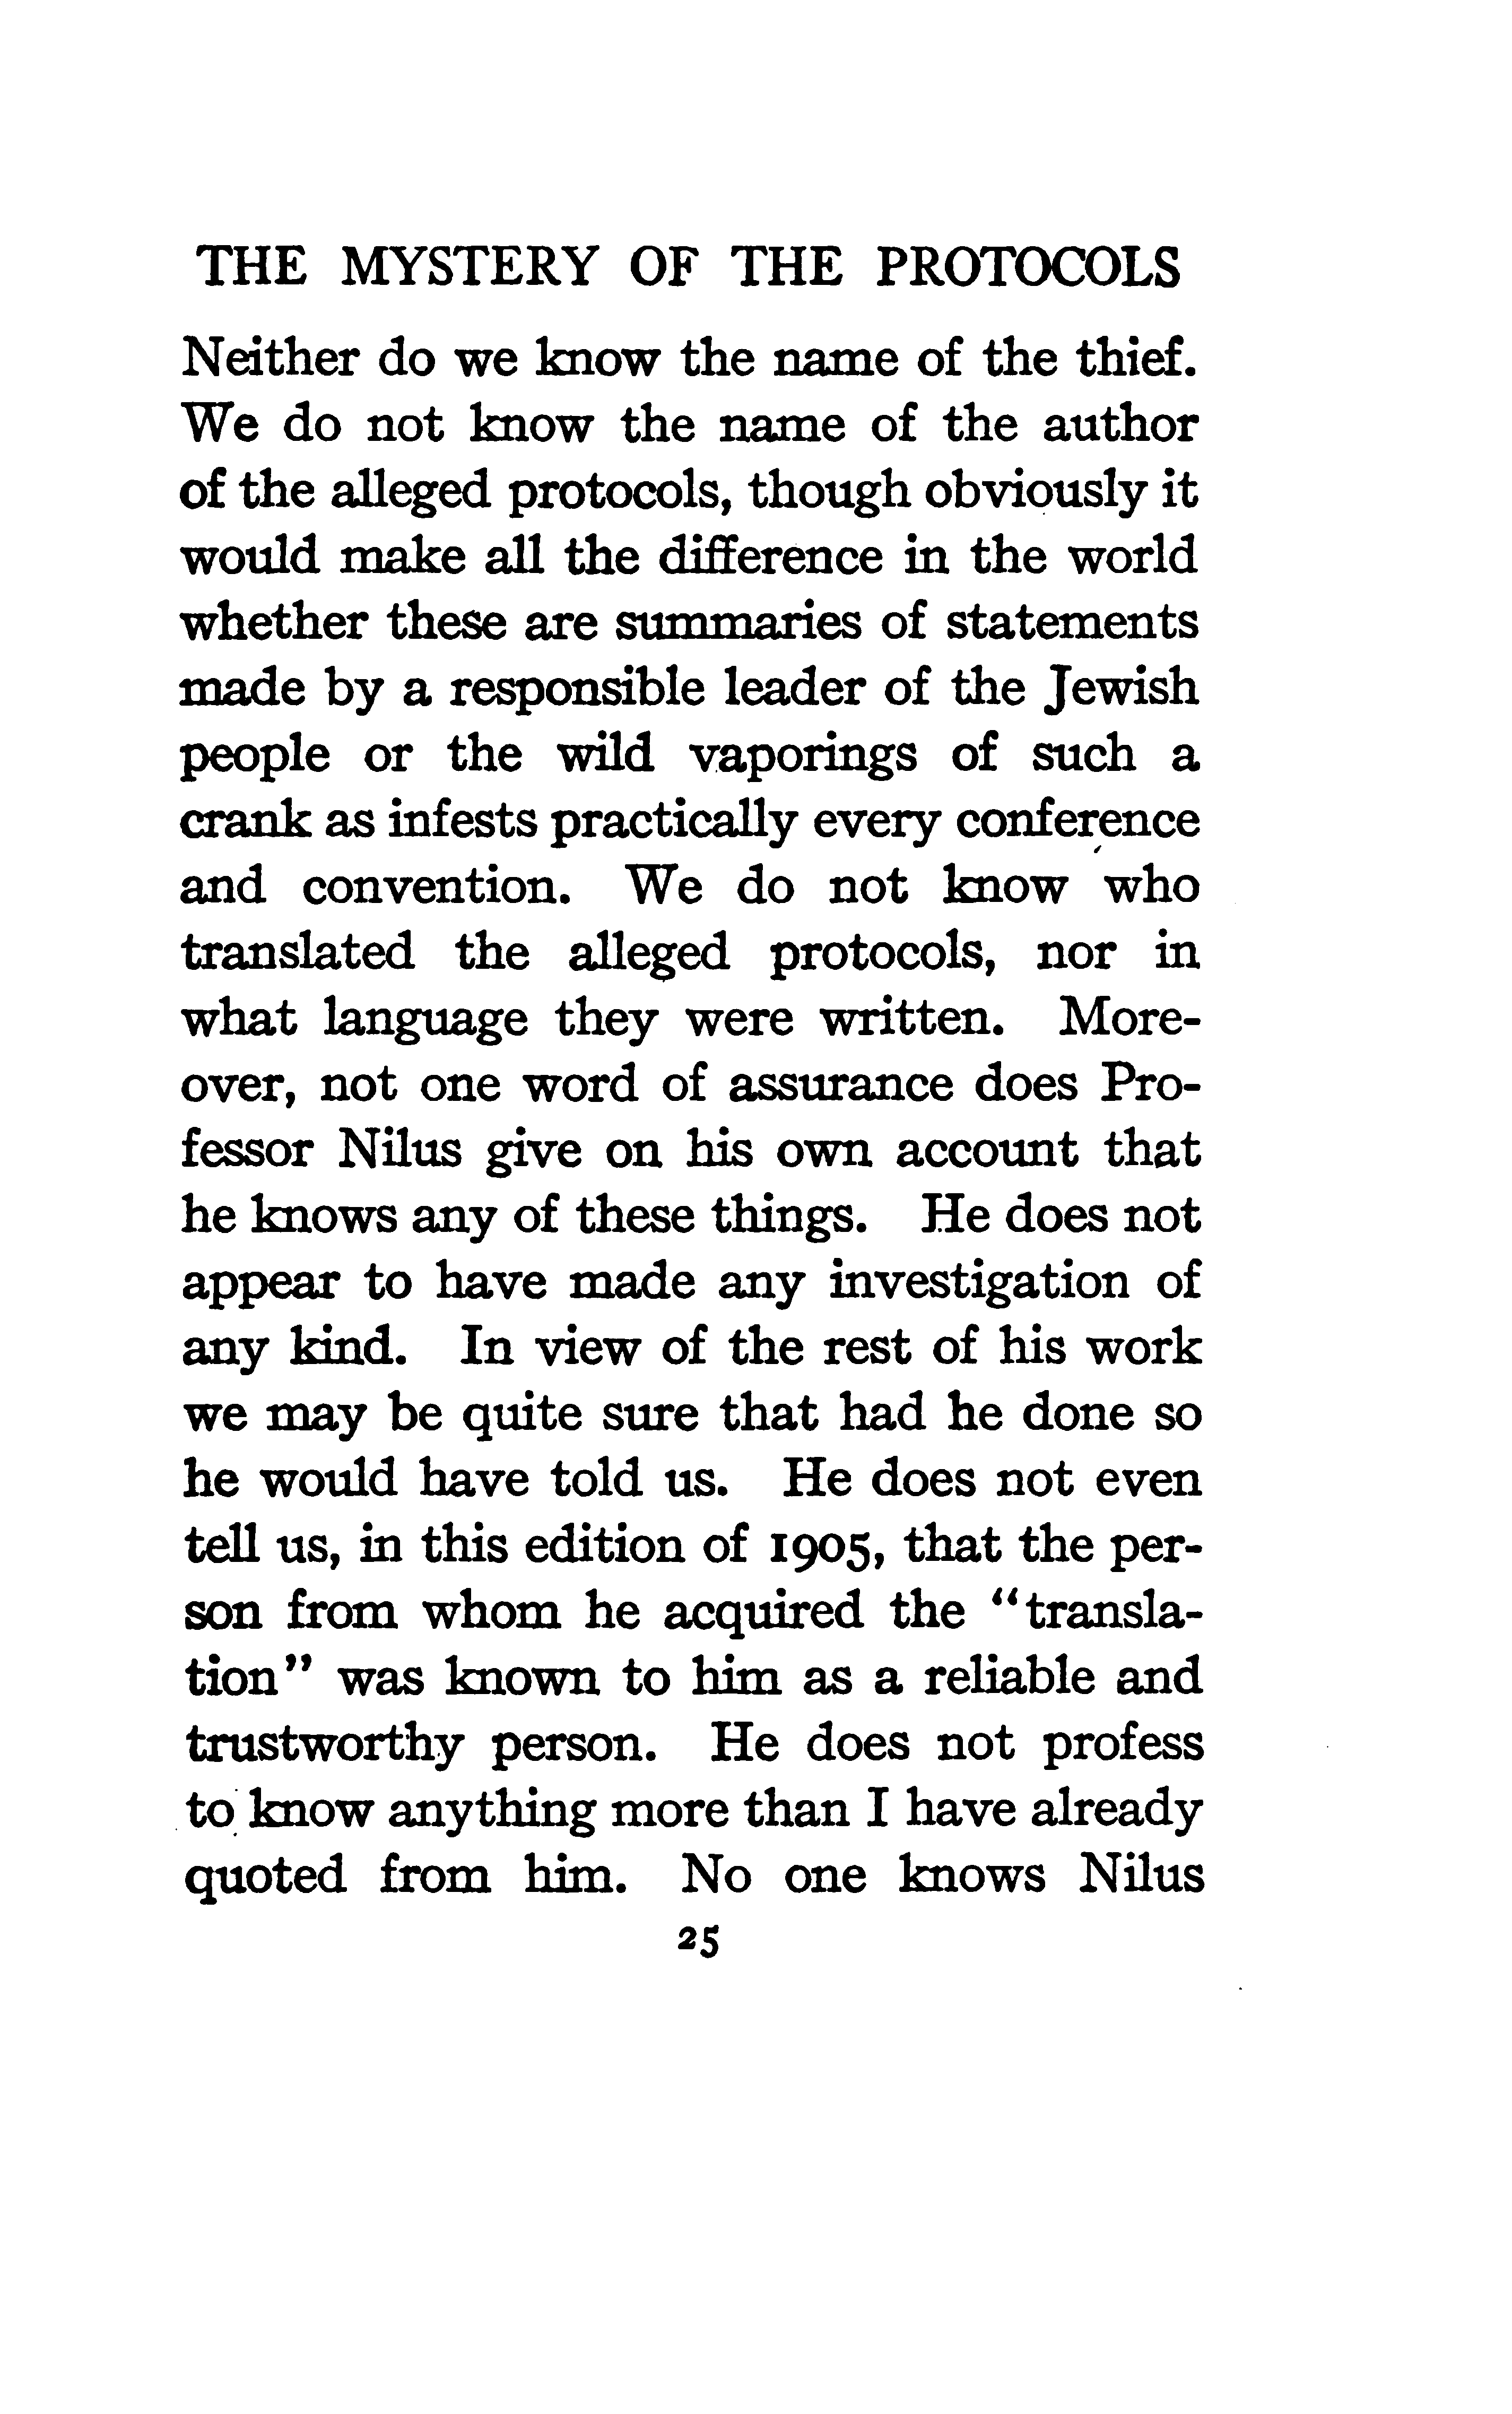 THE MYSTERY OF THE PROTOCOLS
Neither do we know the name of the thief.
We do not know the name of the author
of the alleged protocols, though obviously it
would make all the difference in the world
whether these are summaries of statements
made by a responsible leader of the Jewish
people or the wild vaporings of such a
crank as infests practically every conference
and convention. We do not know who
translated the alleged protocols, nor in
what language they were written. More-
over, not one word of assurance does Pro-
fessor Nilus give on his own account that
he knows any of these things. He does not
appear to have made any investigation of
any kind. In view of the rest of his work
we may be quite sure that had he done so
he would have told us. He does not even
tell us, in this edition of 1905, that the per-
son from whom he acquired the “transla-
tion” was known to him as a reliable and
trustworthy person. He does not profess
to know anything more than I have already
quoted from him. No one knows Nilus
25